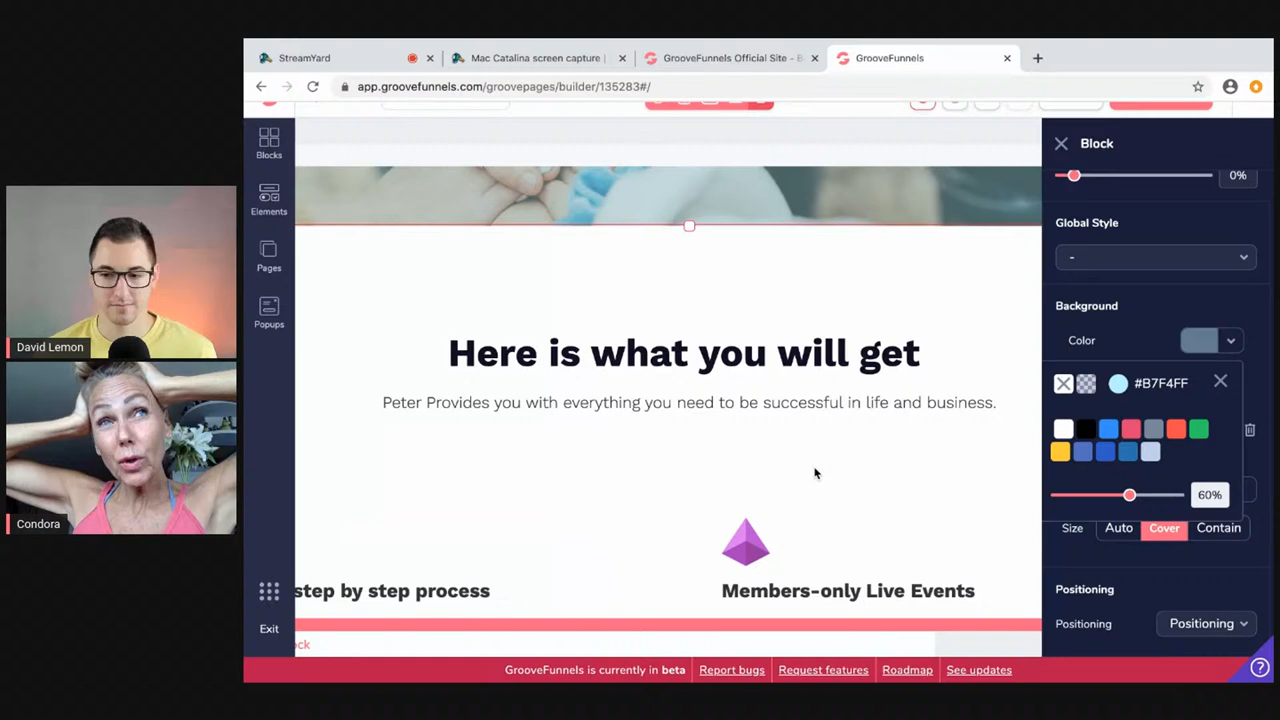 StreamYard
Mac Catalina screen capture |
GrooveFunnels Official Site - B
GrooveFunnels
app.groovefunnels.com/groovepages/builder/135283#/
Blocks
Elements
Pages
Popups
Exit
David Lemon
Condora
Here is what you will get
Peter Provides you with everything you need to be successful in life and business.
step by step process
Members-only Live Events
ock
Block
0%
Global Style
-
Background
Color
#B7F4FF
60%
Size
Auto
Cover
Contain
Positioning
Positioning
Positioning
GrooveFunnels is currently in beta
Report bugs
Request features
Roadmap
See updates
?